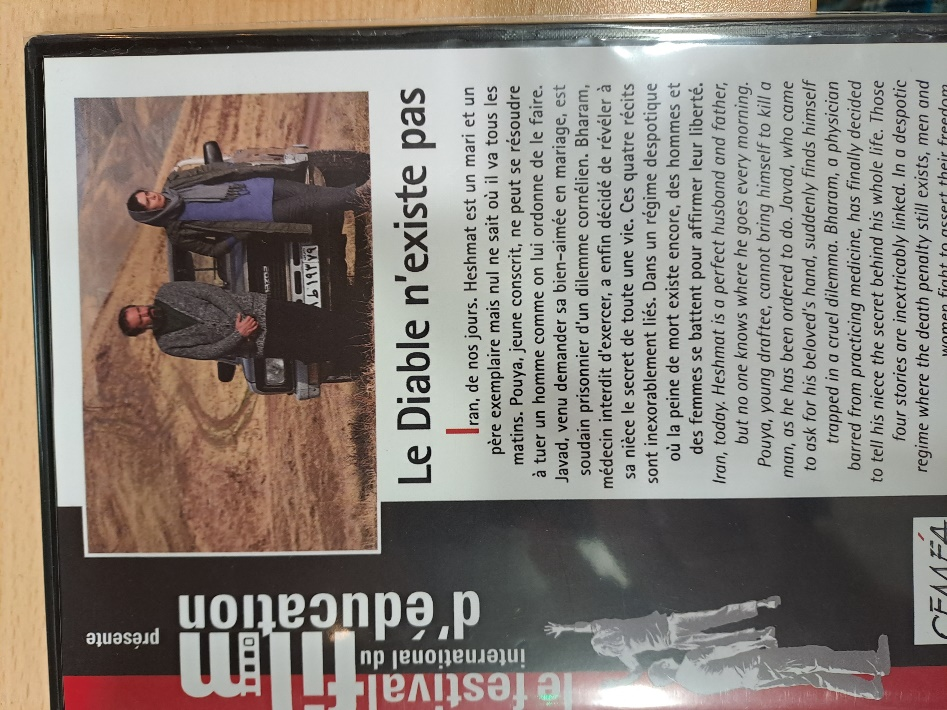 Le Diable n'existe pas
Iran, de nos jours. Heshmat est un mari et un
père exemplaire mais nul ne sait où il va tous les
matins. Pouya, jeune conscrit, ne peut se résoudre
à tuer un homme comme on lui ordonne de le faire.
Javad, venu demander sa bien-aimée en mariage, est
soudain prisonnier d'un dilemme cornélien. Bharam,
médecin interdit d'exercer, a enfin décidé de révéler à
sa nièce le secret de toute une vie. Ces quatre récits
sont inexorablement liés. Dans un régime despotique
où la peine de mort existe encore, des hommes et
des femmes se battent pour affirmer leur liberté.
Iran, today. Heshmat is a perfect husband and father,
but no one knows where he goes every morning.
Pouya, young draftee, cannot bring himself to kill a
man, as he has been ordered to do. Javad, who came
to ask for his beloved's hand, suddenly finds himself
trapped in a cruel dilemma. Bharam, a physician
barred from practicing medicine, has finally decided
to tell his niece the secret behind his whole life. Those
four stories are inextricably linked. In a despotic
regime where the death penalty still exists, men and
women fight to assert their freedom
présente
le festival
international du
film
d'éducation
CEMÉA